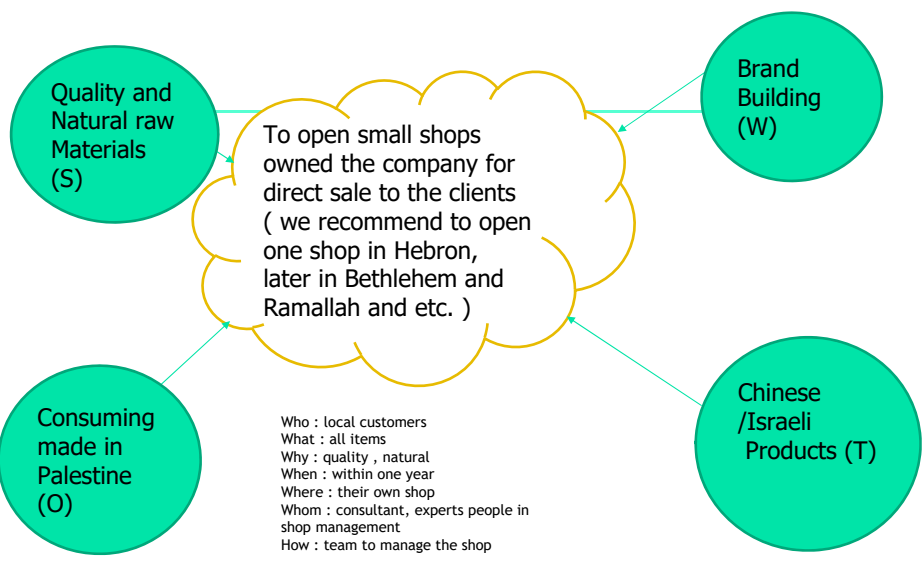 Quality and
Natural raw
Materials
(S)
Brand
Building
(W)
To open small shops
owned the company for
direct sale to the clients
( we recommend to open
one shop in Hebron,
later in Bethlehem and
Ramallah and etc. )
Consuming
made in
Palestine
(O)
Chinese
/Israeli
Products (T)
Who : local customers
What : all items
Why : quality , natural
When : within one year
Where : their own shop
Whom : consultant, experts people in
shop management
How : team to manage the shop